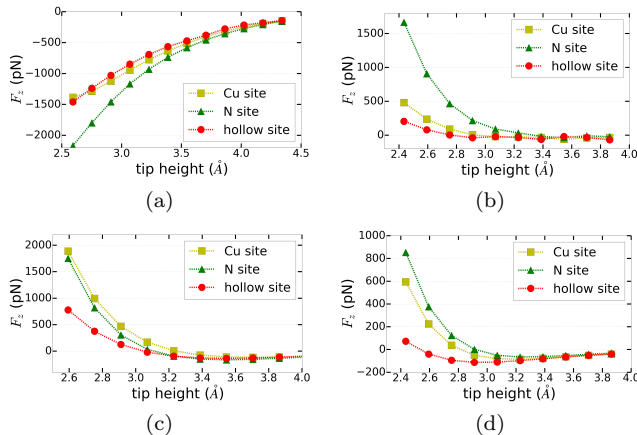 0
−500
−1000
−1500
−2000
F_z (pN)
Cu site
N site
hollow site
2.5 3.0 3.5 4.0 4.5
tip height (Å)
(a)
1500
1000
500
0
F_z (pN)
Cu site
N site
hollow site
2.4 2.6 2.8 3.0 3.2 3.4 3.6 3.8 4.0
tip height (Å)
(b)
2000
1500
1000
500
0
F_z (pN)
Cu site
N site
hollow site
2.6 2.8 3.0 3.2 3.4 3.6 3.8 4.0
tip height (Å)
(c)
1000
800
600
400
200
0
−200
F_z (pN)
Cu site
N site
hollow site
2.4 2.6 2.8 3.0 3.2 3.4 3.6 3.8 4.0
tip height (Å)
(d)